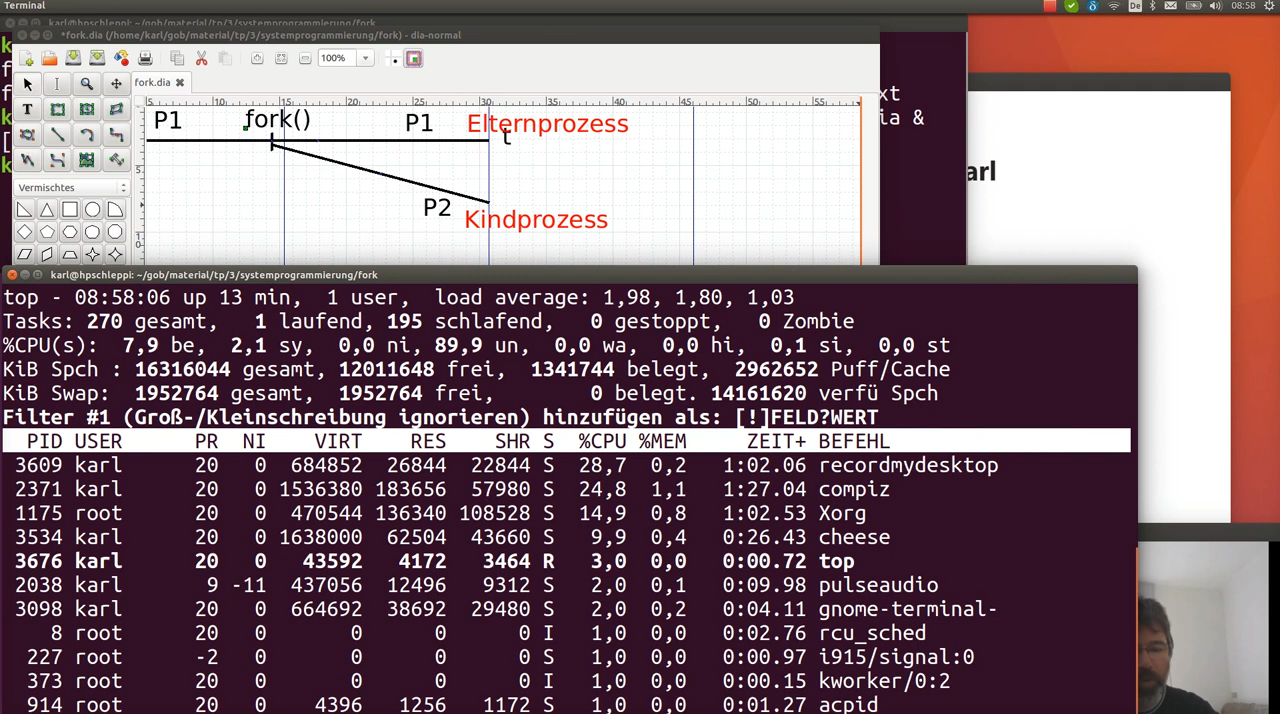 Terminal
De
08:58
karl@hpschleppi: ~/gob/material/tp/3/systemprogrammierung/fork
*fork.dia (/home/karl/gob/material/tp/3/systemprogrammierung/fork) - dia-normal
100%
fork.dia
xt
ia &
arl
T
Vermischtes
P1 fork() P1 Elternprozess
t
P2 Kindprozess
karl@hpschleppi: ~/gob/material/tp/3/systemprogrammierung/fork
top - 08:58:06 up 13 min,  1 user,  load average: 1,98, 1,80, 1,03
Tasks: 270 gesamt,   1 laufend, 195 schlafend,   0 gestoppt,   0 Zombie
%CPU(s):  7,9 be,  2,1 sy,  0,0 ni, 89,9 un,  0,0 wa,  0,0 hi,  0,1 si,  0,0 st
KiB Spch : 16316044 gesamt, 12011648 frei,  1341744 belegt,  2962652 Puff/Cache
KiB Swap:  1952764 gesamt,  1952764 frei,        0 belegt. 14161620 verfü Spch
Filter #1 (Groß-/Kleinschreibung ignorieren) hinzufügen als: [!]FELD?WERT
PID USER PR NI VIRT RES SHR S %CPU %MEM ZEIT+ BEFEHL
3609 karl 20 0 684852 26844 22844 S 28,7 0,2 1:02.06 recordmydesktop
2371 karl 20 0 1536380 183656 57980 S 24,8 1,1 1:27.04 compiz
1175 root 20 0 470544 136340 108528 S 14,9 0,8 1:02.53 Xorg
3534 karl 20 0 1638000 62504 43660 S 9,9 0,4 0:26.43 cheese
3676 karl 20 0 43592 4172 3464 R 3,0 0,0 0:00.72 top
2038 karl 9 -11 437056 12496 9312 S 2,0 0,1 0:09.98 pulseaudio
3098 karl 20 0 664692 38692 29480 S 2,0 0,2 0:04.11 gnome-terminal-
8 root 20 0 0 0 0 I 1,0 0,0 0:02.76 rcu_sched
227 root -2 0 0 0 0 S 1,0 0,0 0:00.97 i915/signal:0
373 root 20 0 0 0 0 I 1,0 0,0 0:00.15 kworker/0:2
914 root 20 0 4396 1256 1172 S 1,0 0,0 0:01.27 acpid